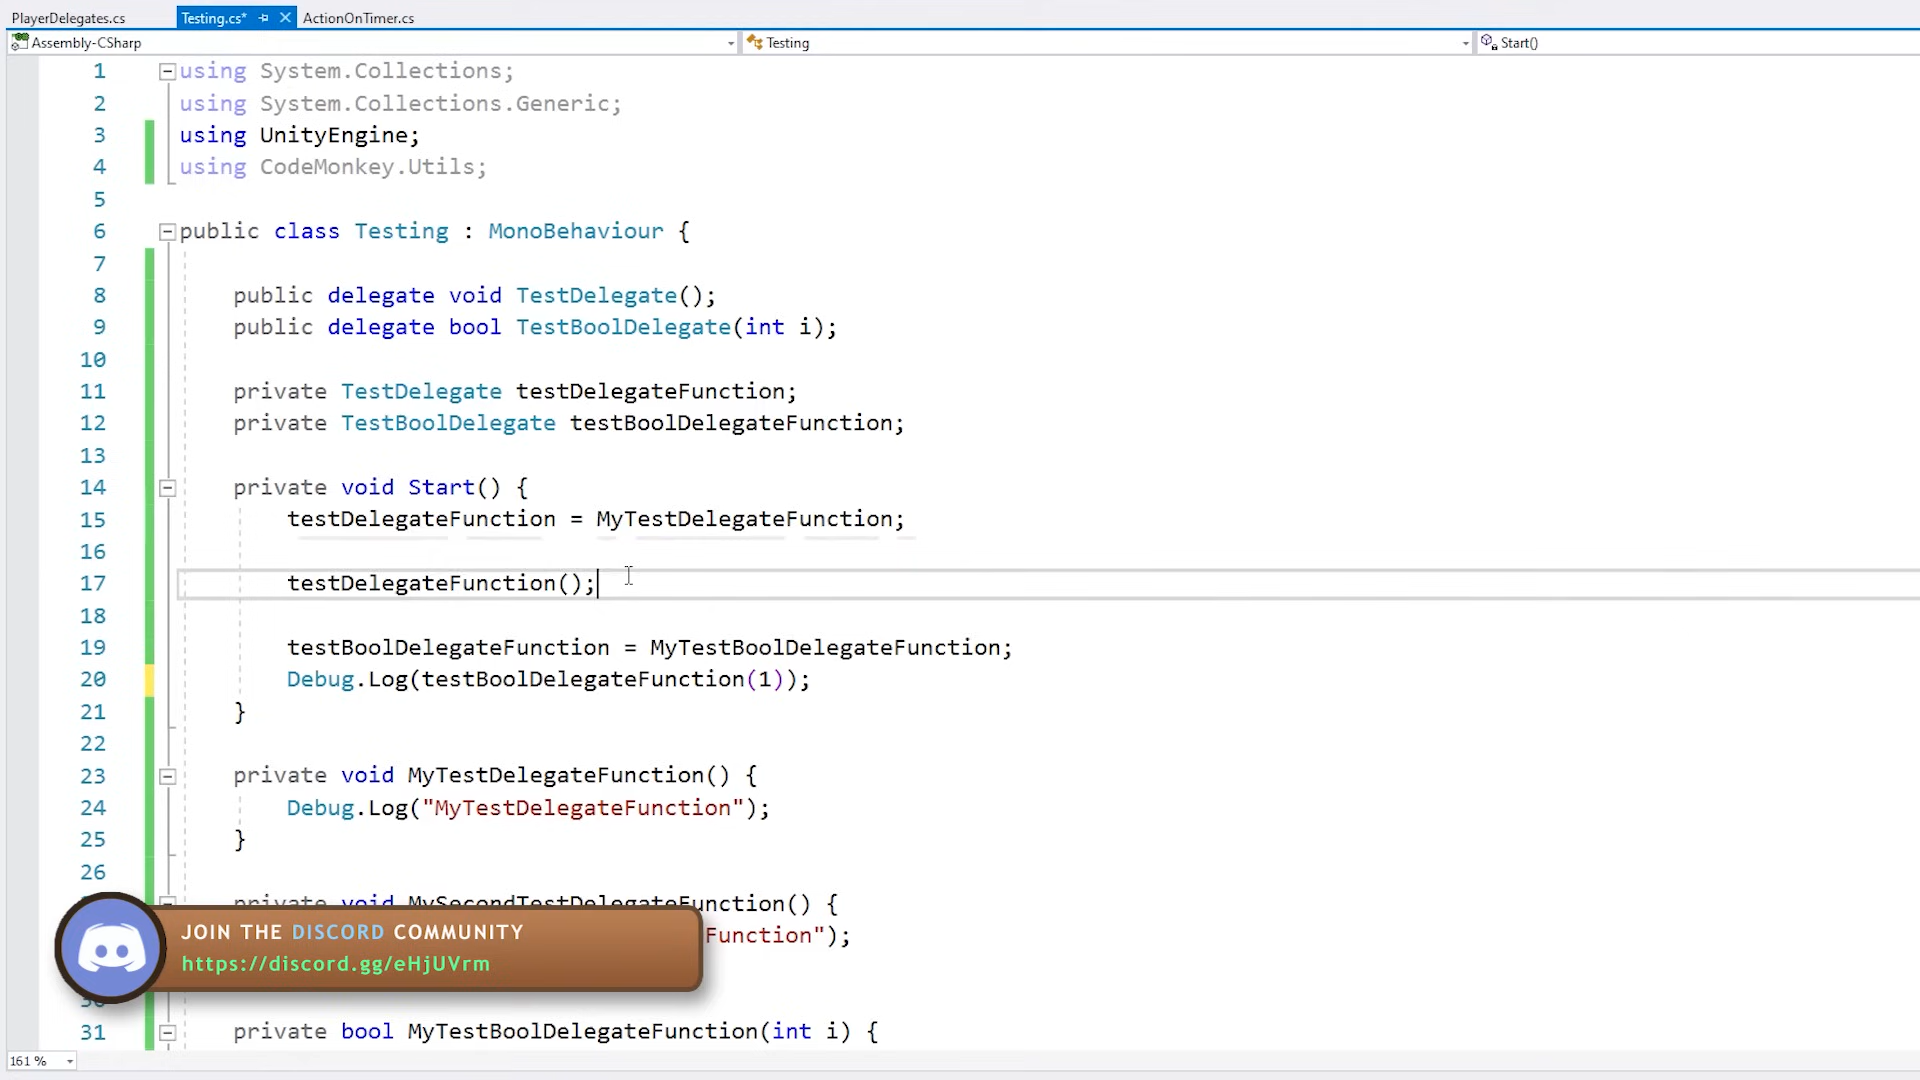 PlayerDelegates.cs Testing.cs* ActionOnTimer.cs
Assembly-CSharp Testing Start()
1 using System.Collections;
2 using System.Collections.Generic;
3 using UnityEngine;
4 using CodeMonkey.Utils;
5
6 public class Testing : MonoBehaviour {
7
8 public delegate void TestDelegate();
9 public delegate bool TestBoolDelegate(int i);
10
11 private TestDelegate testDelegateFunction;
12 private TestBoolDelegate testBoolDelegateFunction;
13
14 private void Start() {
15 testDelegateFunction = MyTestDelegateFunction;
16
17 testDelegateFunction();
18
19 testBoolDelegateFunction = MyTestBoolDelegateFunction;
20 Debug.Log(testBoolDelegateFunction(1));
21 }
22
23 private void MyTestDelegateFunction() {
24 Debug.Log("MyTestDelegateFunction");
25 }
26
private void MySecondTestDelegateFunction() {
Function");
JOIN THE DISCORD COMMUNITY
https://discord.gg/eHjUVrm
31 private bool MyTestBoolDelegateFunction(int i) {
161 %